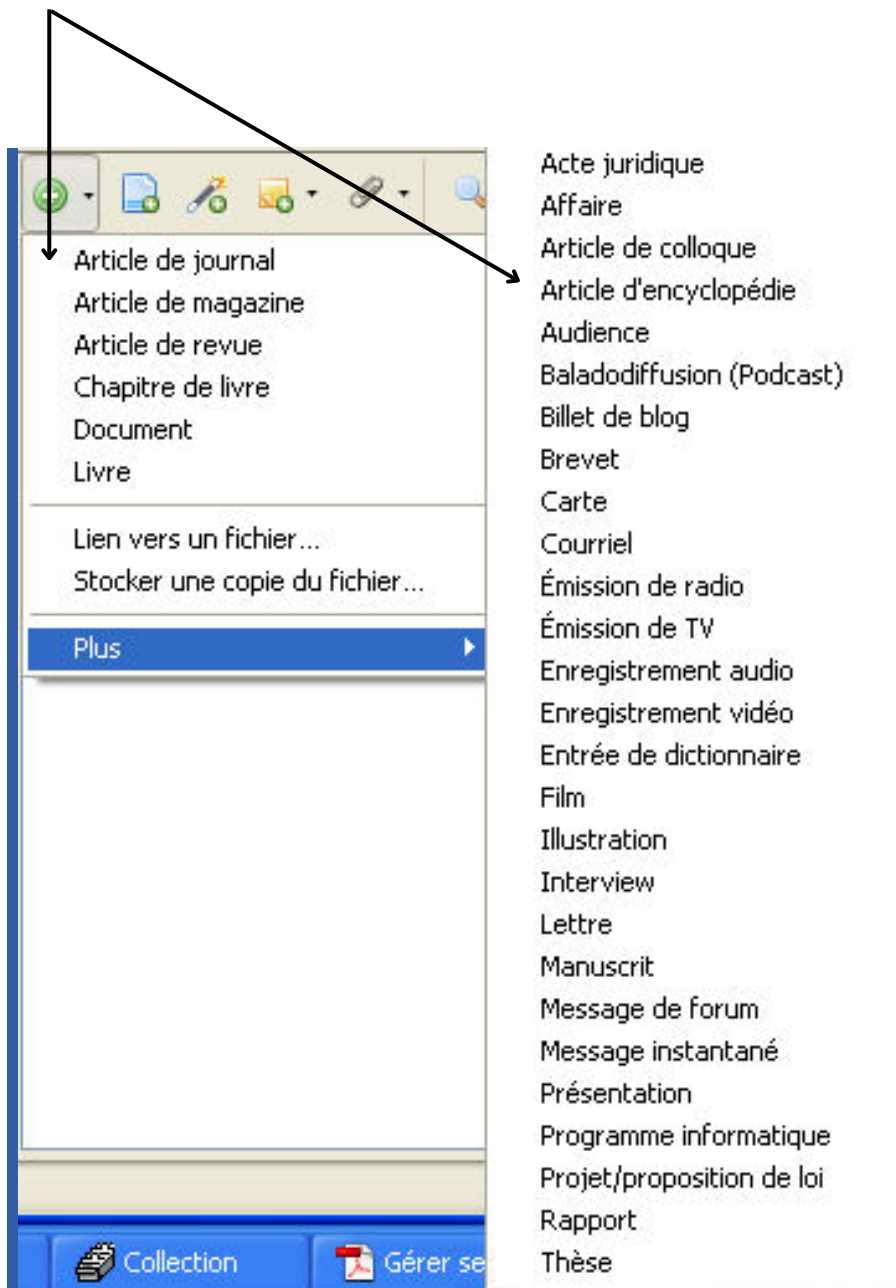 Article de journal
Article de magazine
Article de revue
Chapitre de livre
Document
Livre
Lien vers un fichier...
Stocker une copie du fichier...
Plus
Acte juridique
Affaire
Article de colloque
Article d'encyclopédie
Audience
Baladodiffusion (Podcast)
Billet de blog
Brevet
Carte
Courriel
Émission de radio
Émission de TV
Enregistrement audio
Enregistrement vidéo
Entrée de dictionnaire
Film
Illustration
Interview
Lettre
Manuscrit
Message de forum
Message instantané
Présentation
Programme informatique
Projet/proposition de loi
Rapport
Thèse
Collection
Gérer se